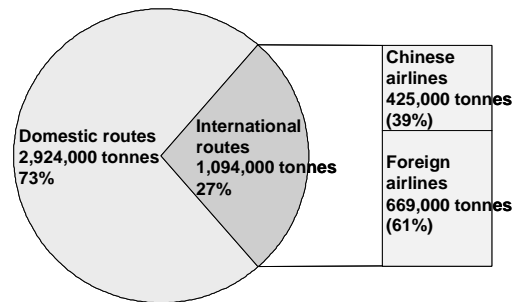 Domestic routes
2,924,000 tonnes
73%
International
routes
1,094,000 tonnes
27%
Chinese
airlines
425,000 tonnes
(39%)
Foreign
airlines
669,000 tonnes
(61%)